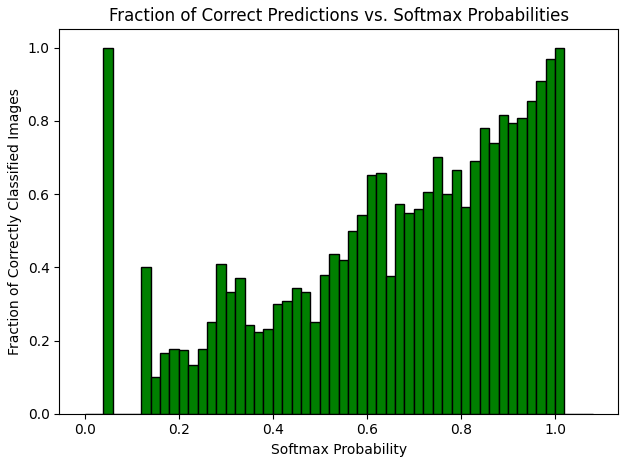 Fraction of Correct Predictions vs. Softmax Probabilities
Fraction of Correctly Classified Images
1.0
0.8
0.6
0.4
0.2
0.0
0.0 0.2 0.4 0.6 0.8 1.0
Softmax Probability